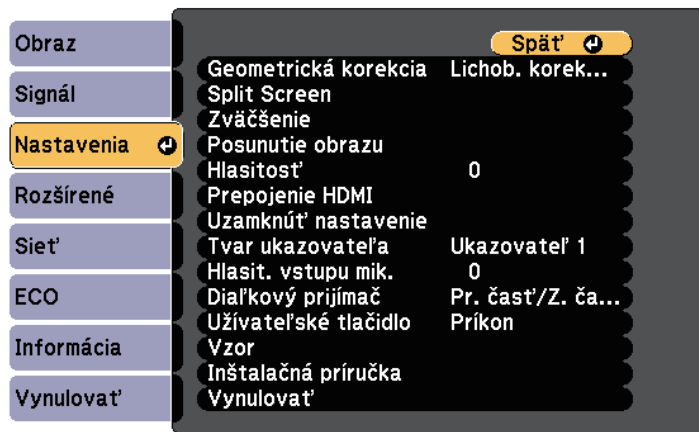 Obraz
Signál
Nastavenia
Rozšírené
Sieť
ECO
Informácia
Vynulovať
Späť
Geometrická korekcia Lichob. korek...
Split Screen
Zväčšenie
Posunutie obrazu
Hlasitosť 0
Prepojenie HDMI
Uzamknúť nastavenie
Tvar ukazovateľa Ukazovateľ 1
Hlasit. vstupu mik. 0
Diaľkový prijímač Pr. časť/Z. ča...
Užívateľské tlačidlo Príkon
Vzor
Inštalačná príručka
Vynulovať